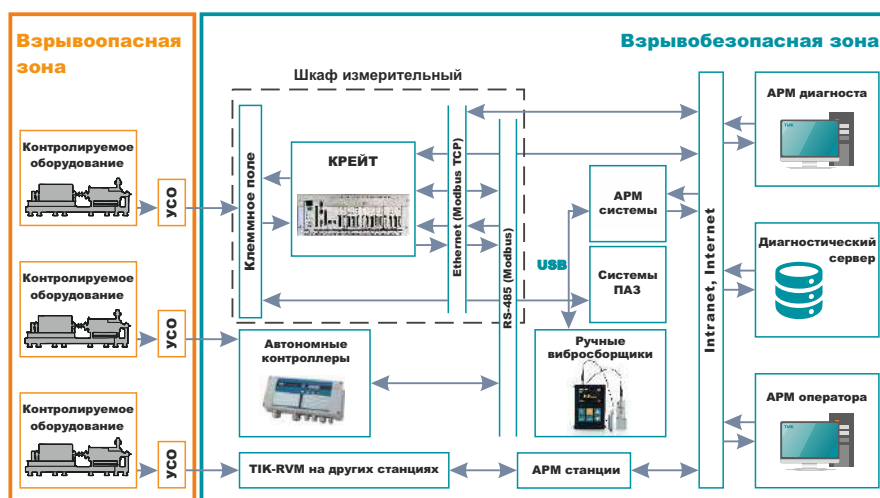 Взрывоопасная
зона
Взрывобезопасная зона
Шкаф измерительный
Контролируемое
оборудование
УСО
Контролируемое
оборудование
УСО
Контролируемое
оборудование
УСО
Клеммное поле
КРЕЙТ
Ethernet (Modbus TCP)
RS-485 (Modbus)
Автономные
контроллеры
TIK-RVM на других станциях
АРМ станции
АРМ
системы
USB
Системы
ПАЗ
Ручные
вибросборщики
Intranet, Internet
АРМ диагноста
Диагностический
сервер
АРМ оператора